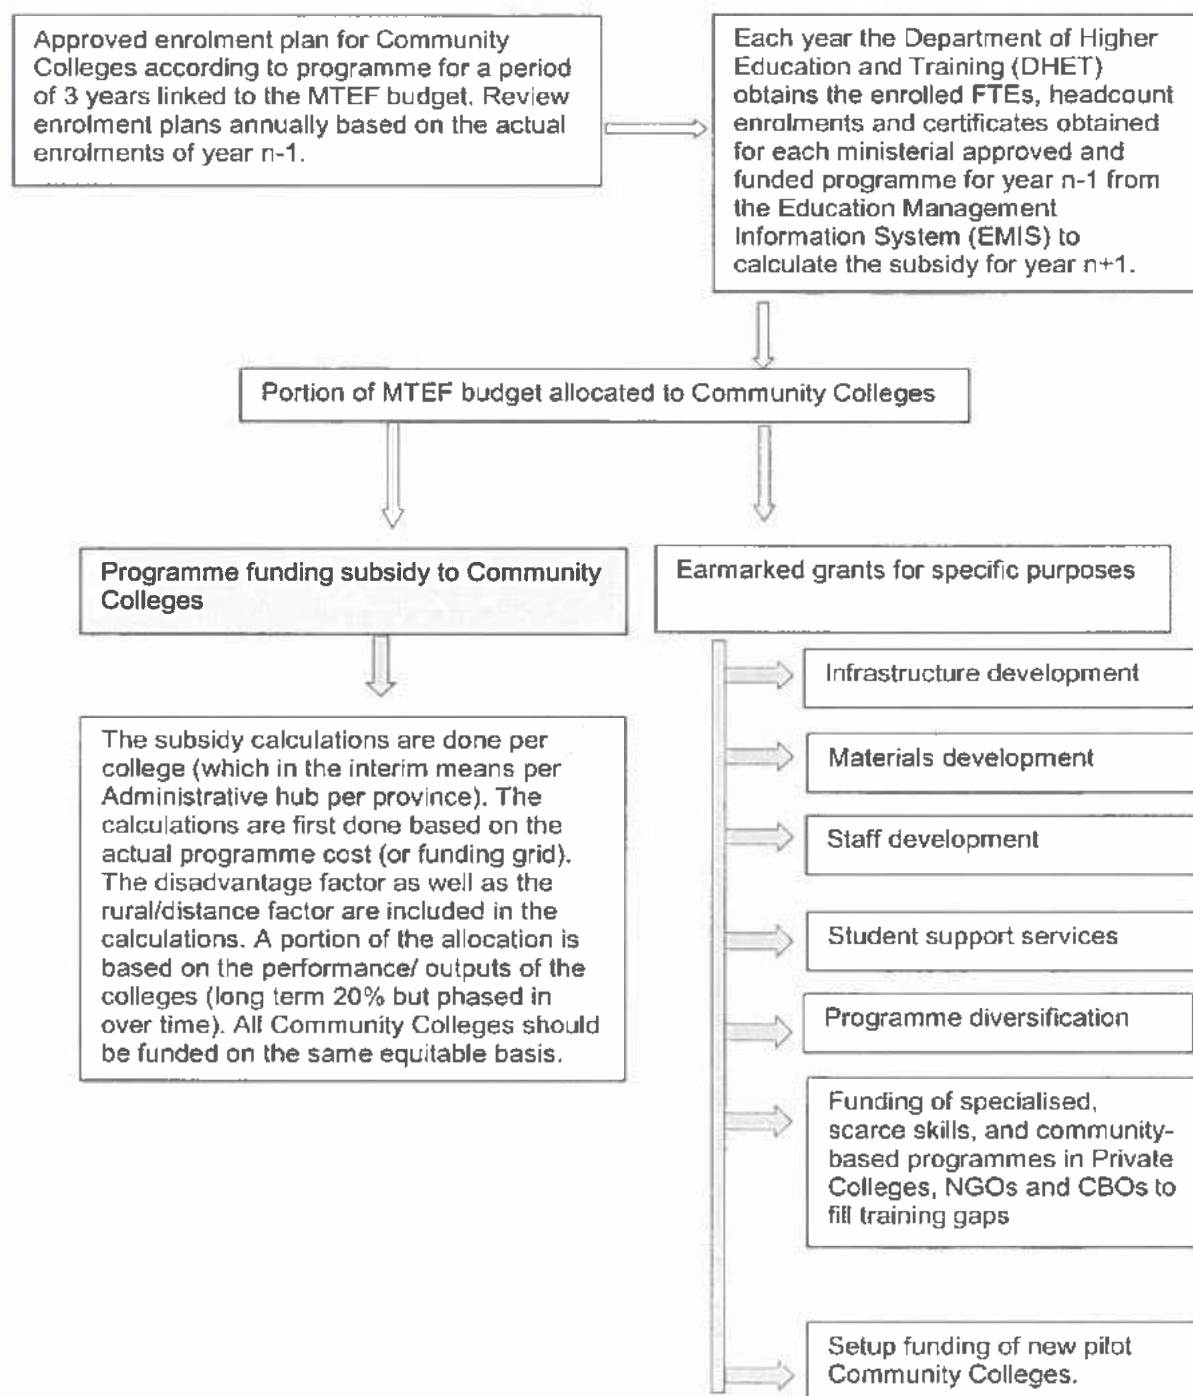 Approved enrolment plan for Community
Colleges according to programme for a period
of 3 years linked to the MTEF budget. Review
enrolment plans annually based on the actual
enrolments of year n-1.
Each year the Department of Higher
Education and Training (DHET)
obtains the enrolled FTEs, headcount
enrolments and certificates obtained
for each ministerial approved and
funded programme for year n-1 from
the Education Management
Information System (EMIS) to
calculate the subsidy for year n+1.
Portion of MTEF budget allocated to Community Colleges
Programme funding subsidy to Community
Colleges
The subsidy calculations are done per
college (which in the interim means per
Administrative hub per province). The
calculations are first done based on the
actual programme cost (or funding grid).
The disadvantage factor as well as the
rural/distance factor are included in the
calculations. A portion of the allocation is
based on the performance/ outputs of the
colleges (long term 20% but phased in
over time). All Community Colleges should
be funded on the same equitable basis.
Earmarked grants for specific purposes
Infrastructure development
Materials development
Staff development
Student support services
Programme diversification
Funding of specialised,
scarce skills, and community-
based programmes in Private
Colleges, NGOs and CBOs to
fill training gaps
Setup funding of new pilot
Community Colleges.